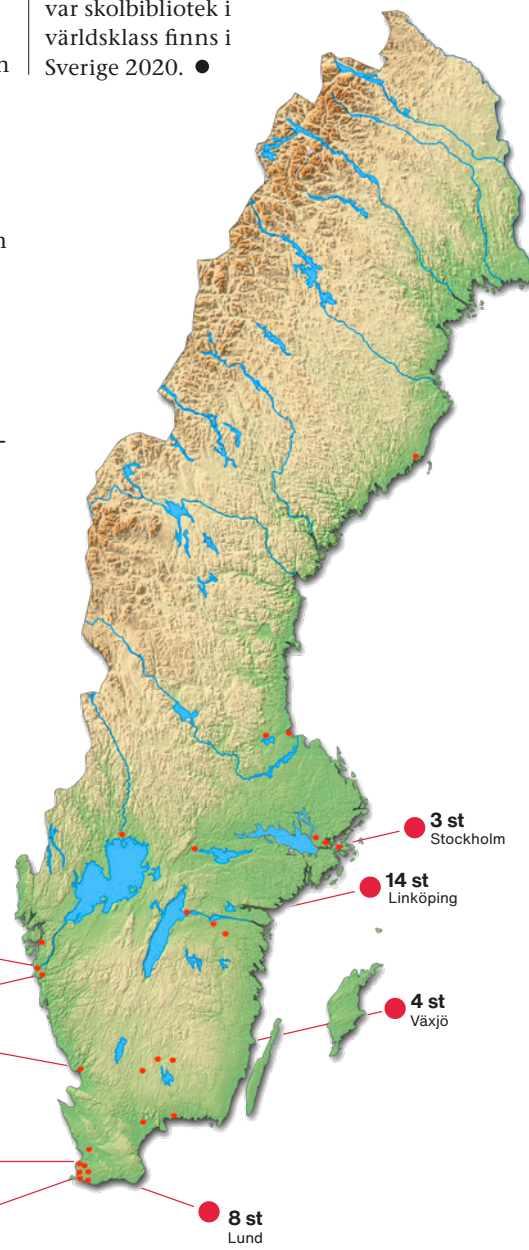 var skolbibliotek i
världsklass finns i
Sverige 2020. ●
3 st
Stockholm
14 st
Linköping
4 st
Växjö
8 st
Lund